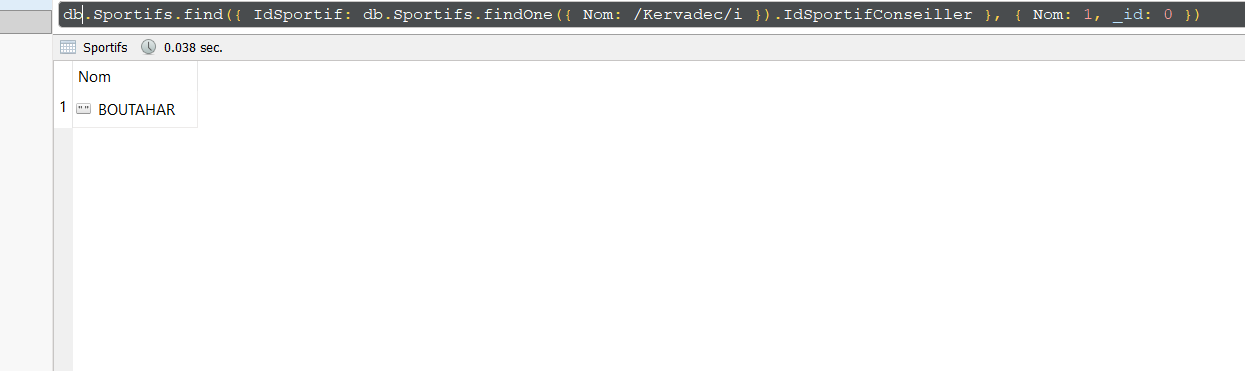 db.Sportifs.find({ IdSportif: db.Sportifs.findOne({ Nom: /Kervadec/i }).IdSportifConseiller }, { Nom: 1, _id: 0 })
Sportifs 0.038 sec.
Nom
1 "" BOUTAHAR